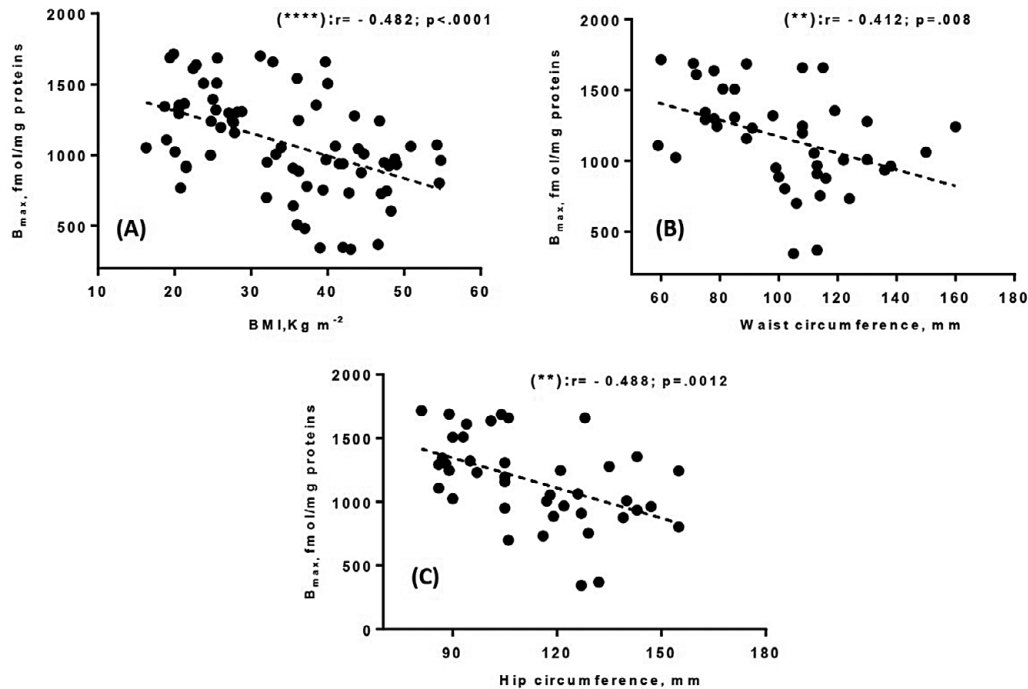 (****):r= - 0.482; p<.0001
2000
1500
1000
500
Bmax, fmol/mg proteins
(A)
10 20 30 40 50 60
BMI,Kg m-2
(**):r= - 0.412; p=.008
2000
1500
1000
500
Bmax, fmol/mg proteins
(B)
60 80 100 120 140 160 180
Waist circumference, mm
(**):r= - 0.488; p=.0012
2000
1500
1000
500
0
Bmax, fmol/mg proteins
(C)
90 120 150 180
Hip circumference, mm